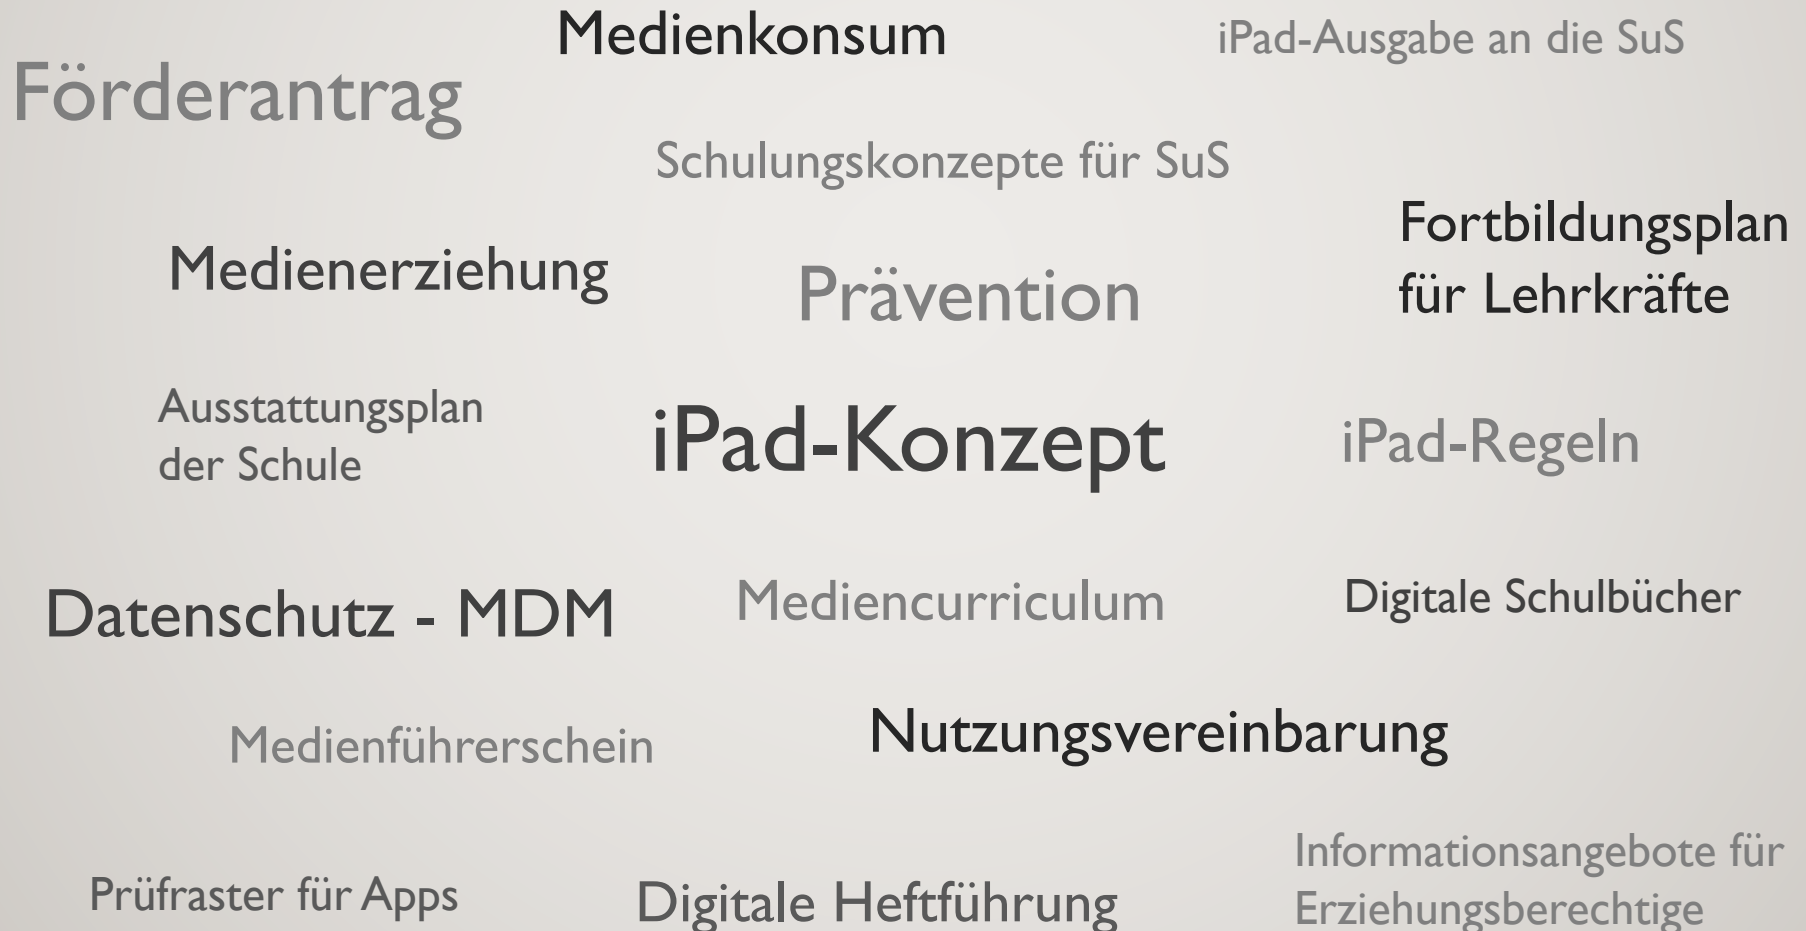 Medienkonsum
iPad-Ausgabe an die SuS
Förderantrag
Schulungskonzepte für SuS
Fortbildungsplan
für Lehrkräfte
Medienerziehung
Prävention
Ausstattungsplan
der Schule
iPad-Konzept
iPad-Regeln
Datenschutz - MDM
Mediencurriculum
Digitale Schulbücher
Medienführerschein
Nutzungsvereinbarung
Prüfraster für Apps
Digitale Heftführung
Informationsangebote für
Erziehungsberechtige